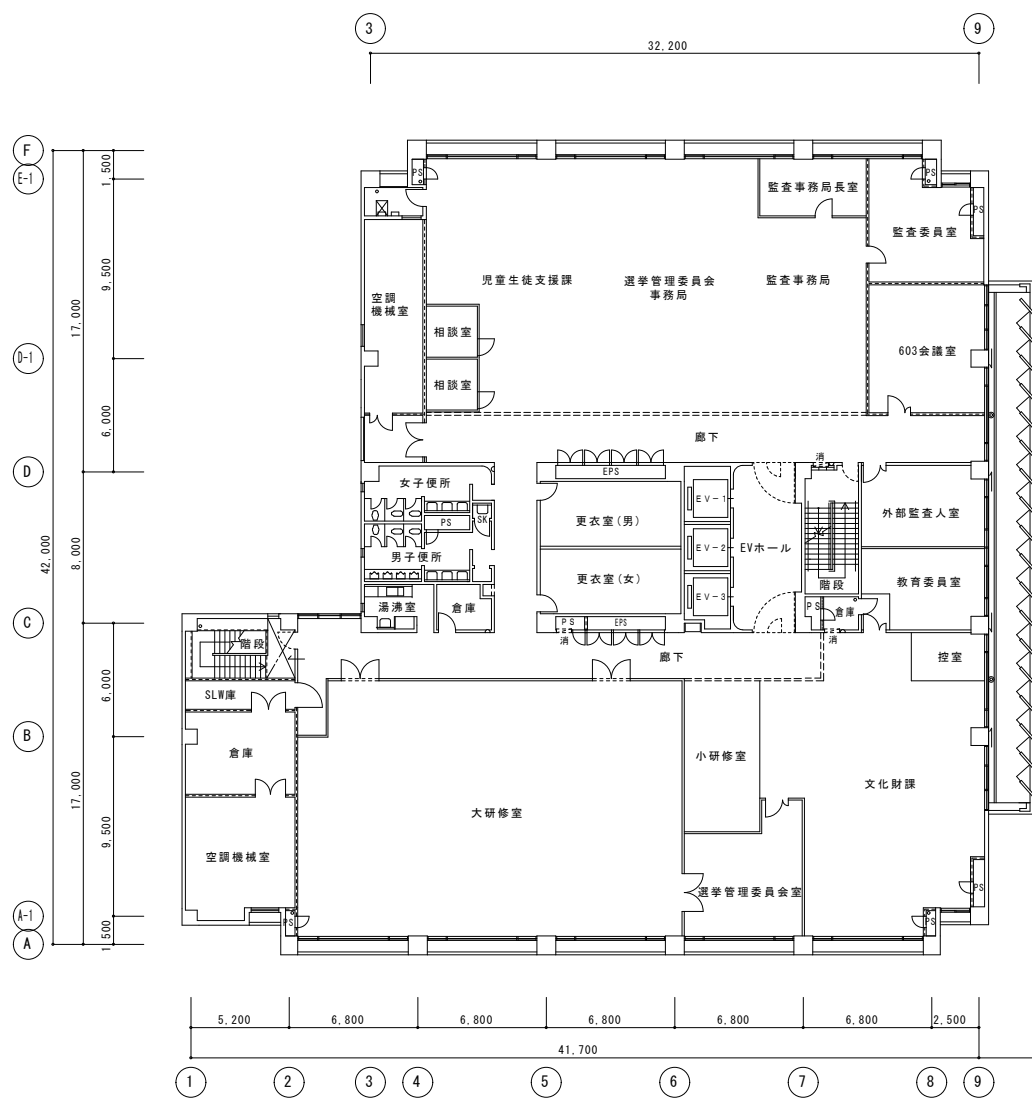 3
9
32,200
F
E-1
D-1
D
C
B
A-1
A
1,500
9,500
6,000
17,000
42,000
8,000
6,000
17,000
9,500
1,500
PS
PS
PS
監査事務局長室
監査委員室
児童生徒支援課
選挙管理委員会
事務局
監査事務局
空調
機械室
相談室
相談室
603会議室
廊下
消
女子便所
EPS
PS
SK
男子便所
更衣室(男)
更衣室(女)
EV-1
EV-2
EV-3
EVホール
階段
外部監査人室
教育委員室
湯沸室
倉庫
PS
EPS
消
PS
倉庫
消
階段
廊下
控室
SLW庫
倉庫
小研修室
文化財課
大研修室
空調機械室
選挙管理委員会室
PS
PS
PS
5,200
6,800
6,800
6,800
6,800
6,800
2,500
41,700
1
2
3
4
5
6
7
8
9